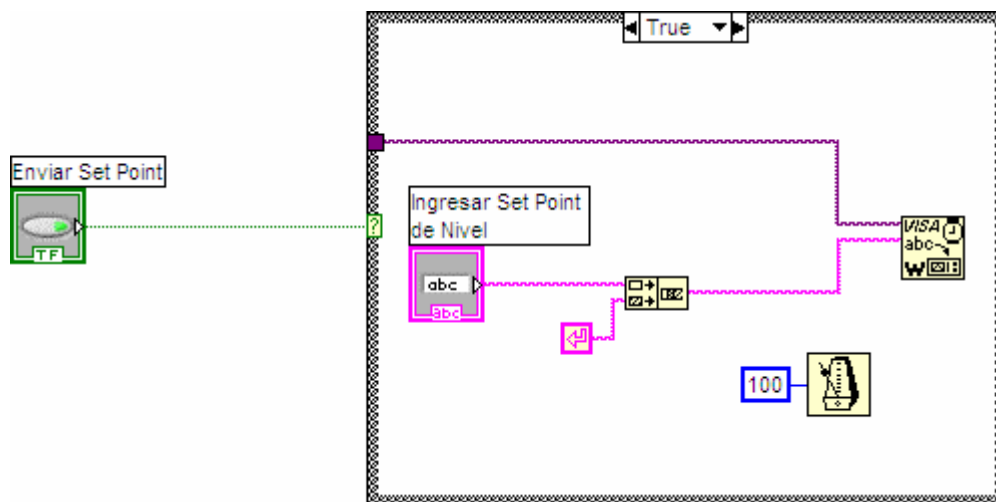 True
Enviar Set Point
TF
?
Ingresar Set Point
de Nivel
abc
abc
VISA
abc
W
100